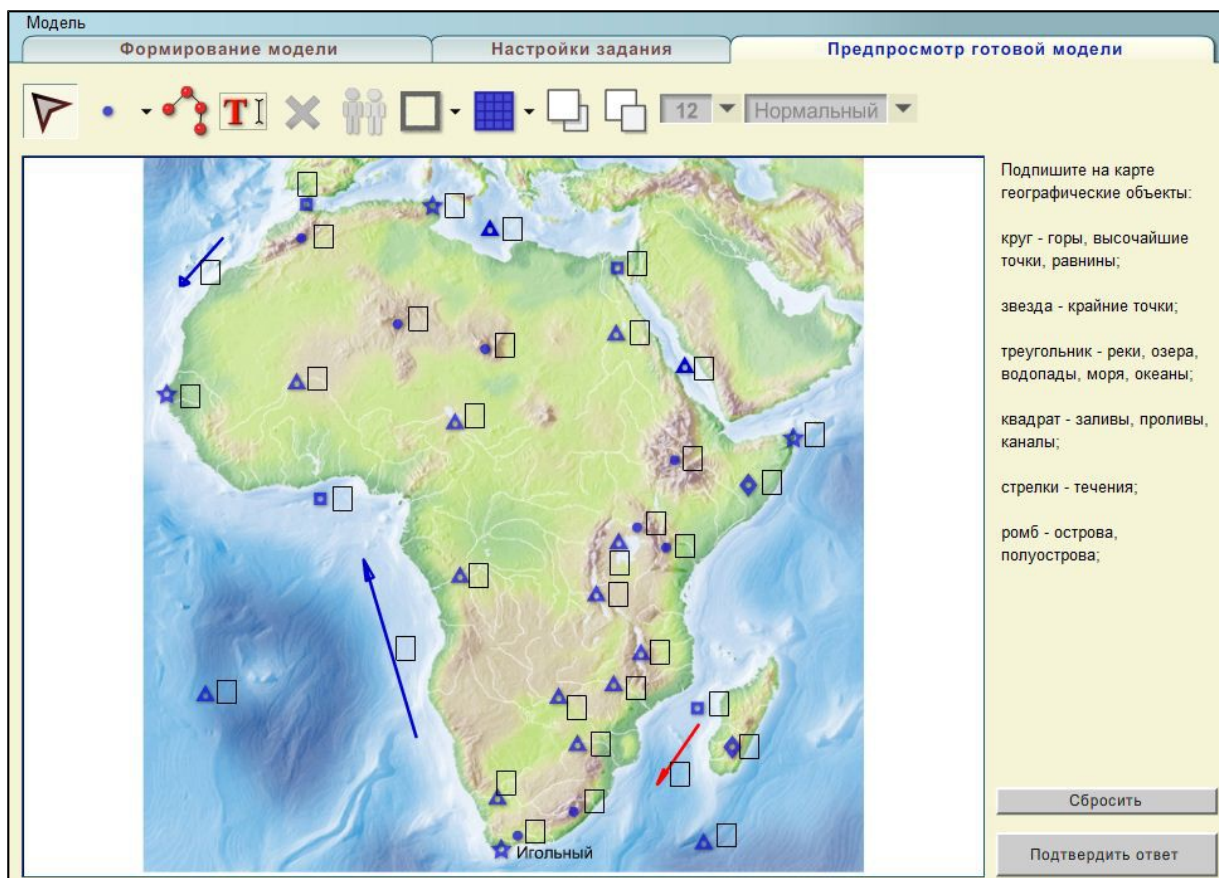 Модель
Формирование модели
Настройки задания
Предпросмотр готовой модели
T
12
Нормальный
Подпишите на карте
географические объекты:
круг - горы, высочайшие
точки, равнины;
звезда - крайние точки;
треугольник - реки, озера,
водопады, моря, океаны;
квадрат - заливы, проливы,
каналы;
стрелки - течения;
ромб - острова,
полуострова;
Игольный
Сбросить
Подтвердить ответ